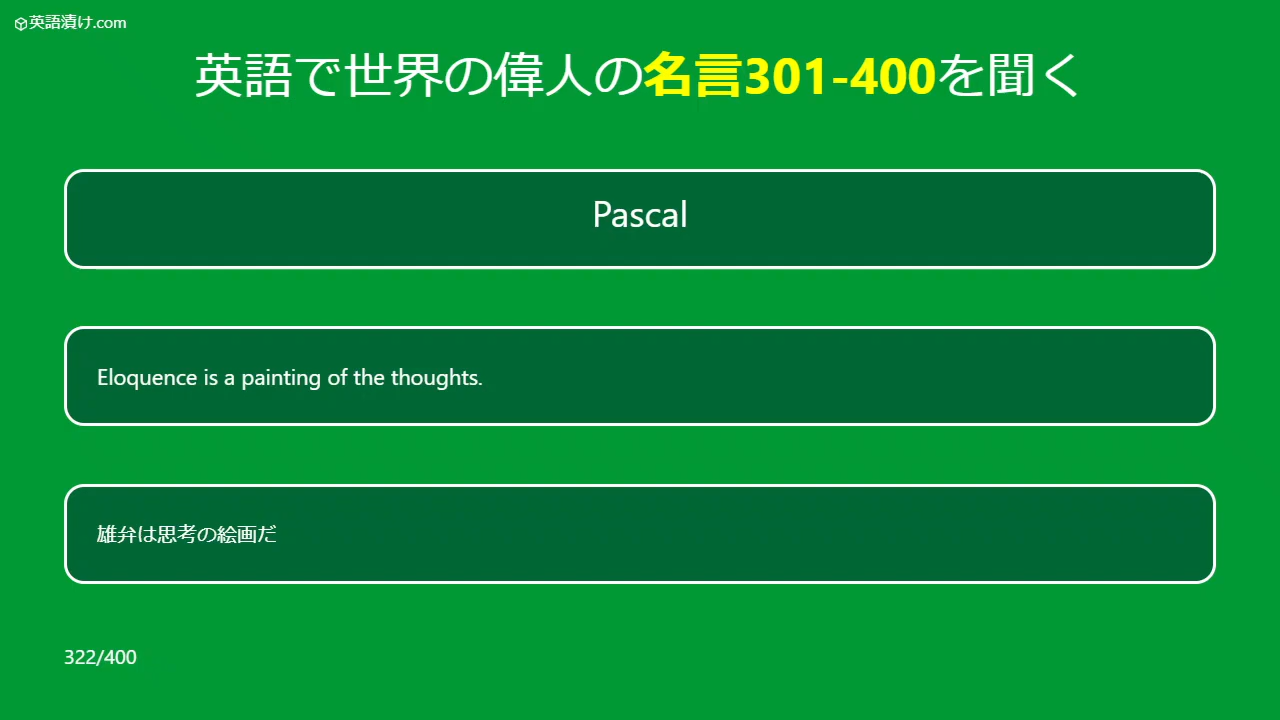 英語漬け.com
英語で世界の偉人の名言301-400を聞く
Pascal
Eloquence is a painting of the thoughts.
雄弁は思考の絵画だ
322/400